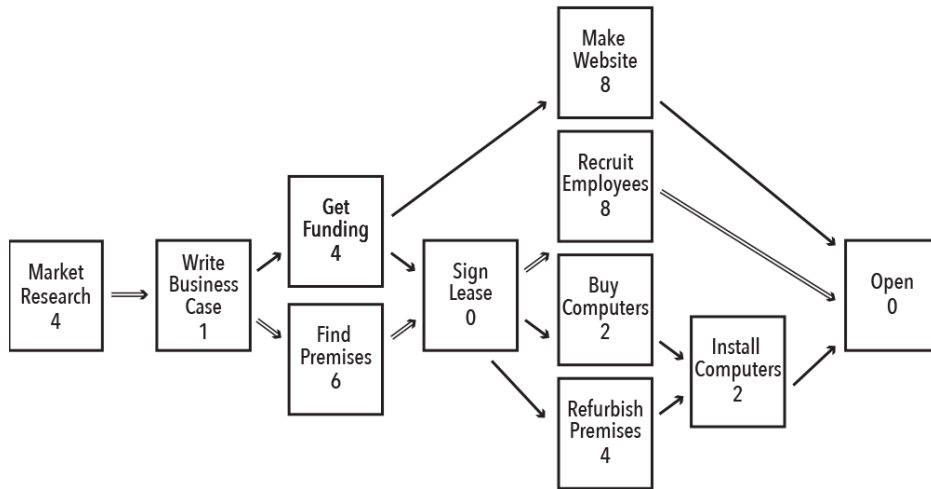 Market
Research
4
Write
Business
Case
1
Get
Funding
4
Find
Premises
6
Sign
Lease
0
Make
Website
8
Recruit
Employees
8
Buy
Computers
2
Refurbish
Premises
4
Install
Computers
2
Open
0